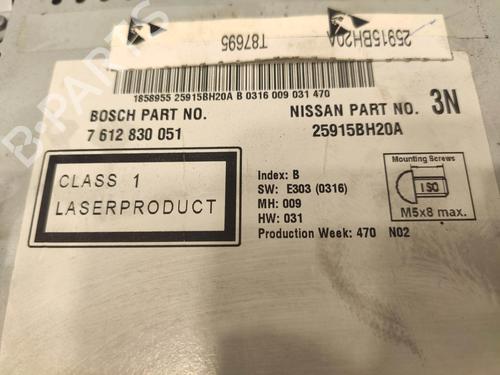 25915BH20A
T87695
1858955 25915BH20A B 0316 009 031 470
BOSCH PART NO.
7 612 830 051
NISSAN PART NO.
25915BH20A
3N
CLASS 1
LASERPRODUCT
Index: B
SW: E303 (0316)
MH: 009
HW: 031
Production Week: 470 N02
Mounting Screws
ISO
M5x8 max.
B-PARTS